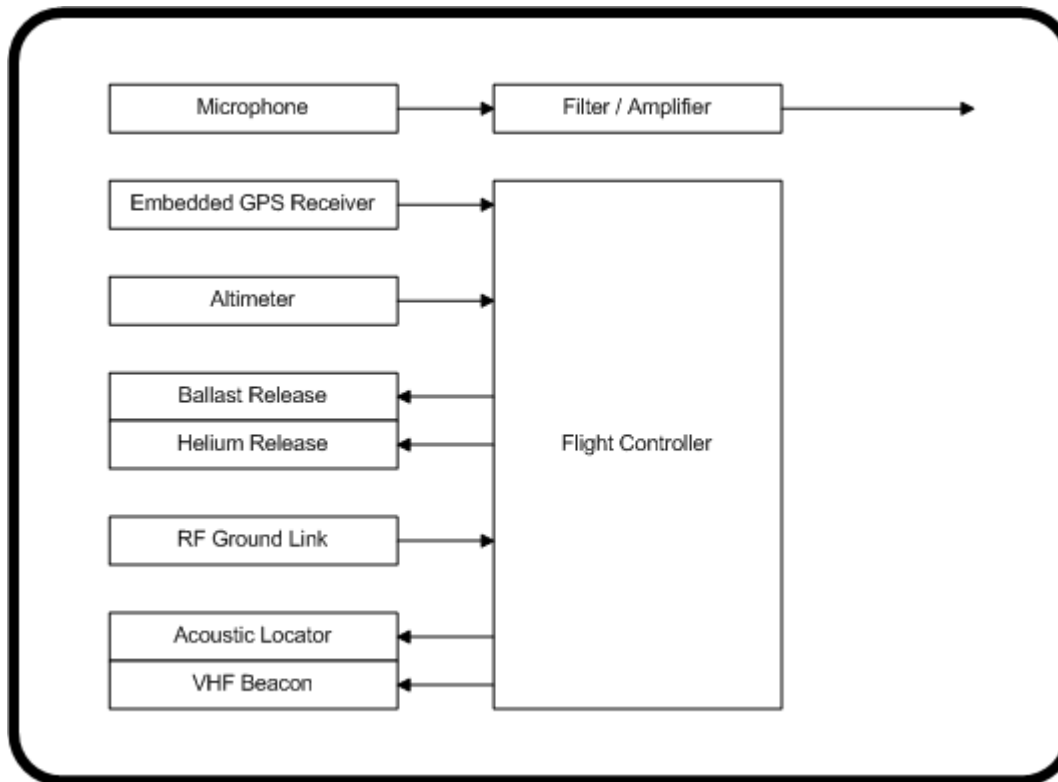 Microphone
Filter / Amplifier
Embedded GPS Receiver
Altimeter
Ballast Release
Helium Release
Flight Controller
RF Ground Link
Acoustic Locator
VHF Beacon